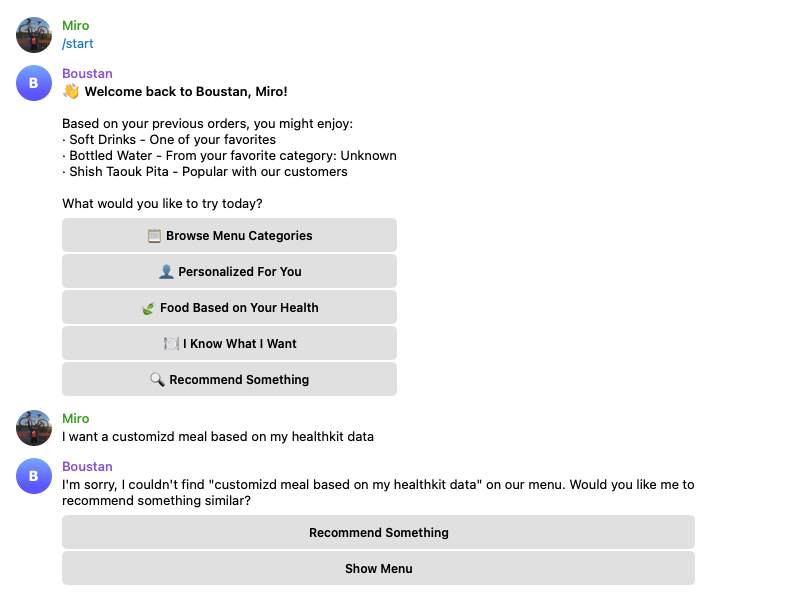 Miro
/start
B
Boustan
👋 Welcome back to Boustan, Miro!
Based on your previous orders, you might enjoy:
· Soft Drinks - One of your favorites
· Bottled Water - From your favorite category: Unknown
· Shish Taouk Pita - Popular with our customers
What would you like to try today?
📋 Browse Menu Categories
👤 Personalized For You
🍃 Food Based on Your Health
🍽️ I Know What I Want
🔍 Recommend Something
Miro
I want a customizd meal based on my healthkit data
B
Boustan
I'm sorry, I couldn't find "customizd meal based on my healthkit data" on our menu. Would you like me to
recommend something similar?
Recommend Something
Show Menu